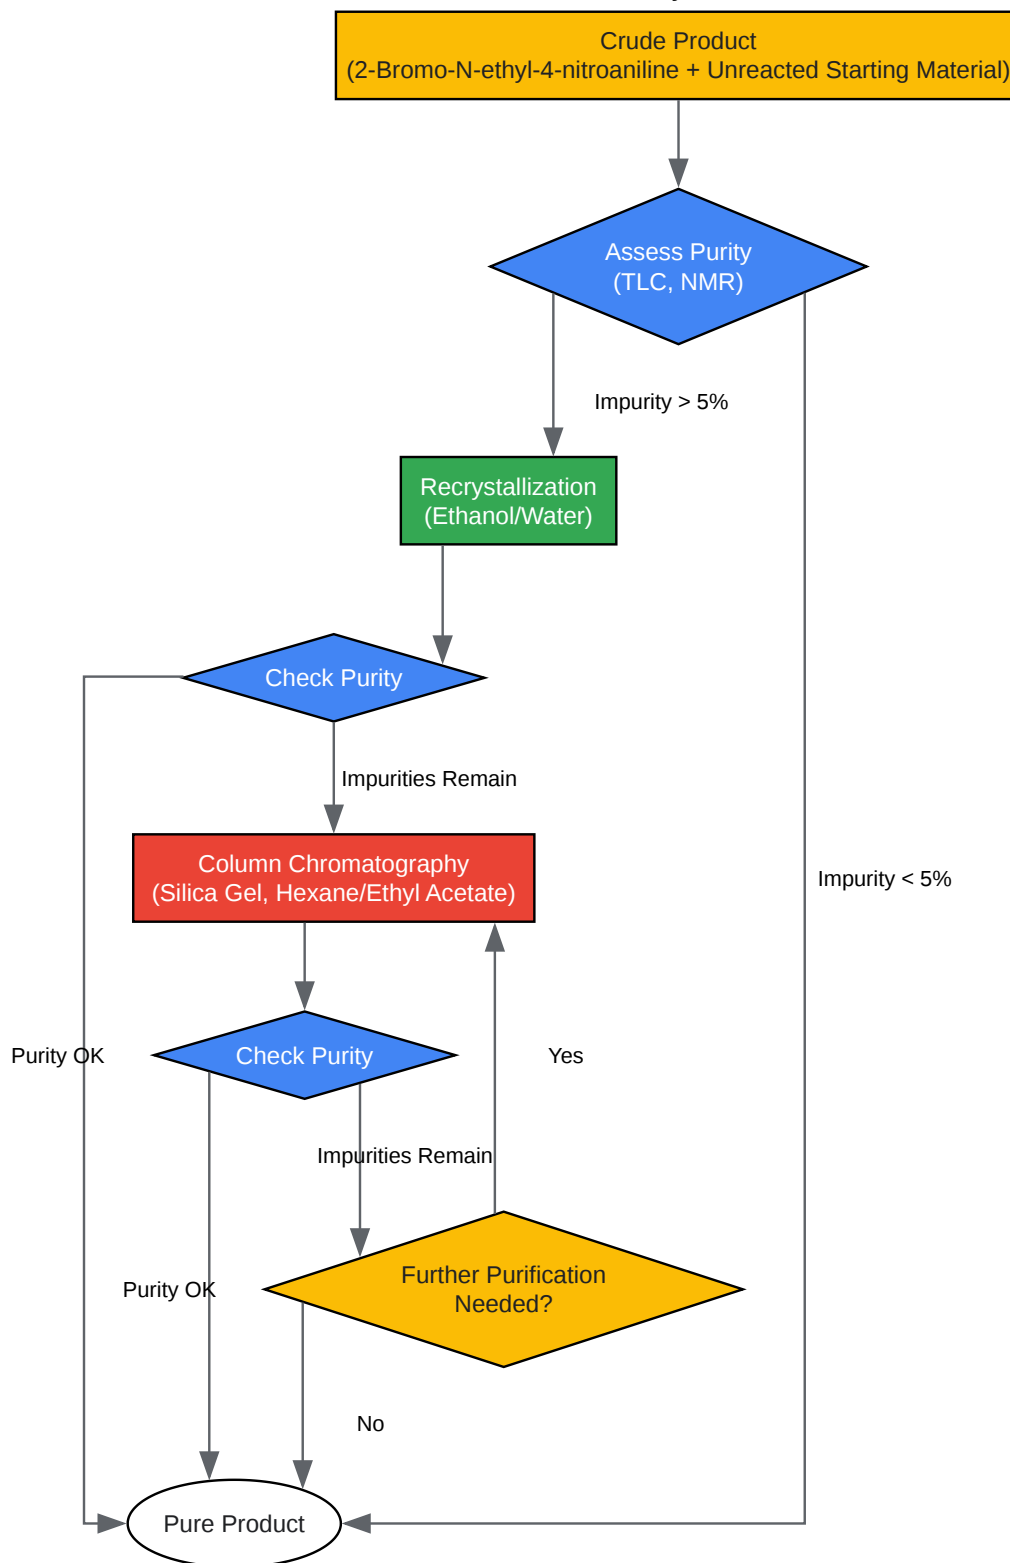 Crude Product
(2-Bromo-N-ethyl-4-nitroaniline + Unreacted Starting Material)
Assess Purity
(TLC, NMR)
Impurity > 5%
Recrystallization
(Ethanol/Water)
Check Purity
Impurities Remain
Column Chromatography
(Silica Gel, Hexane/Ethyl Acetate)
Impurity < 5%
Purity OK
Check Purity
Yes
Impurities Remain
Further Purification
Needed?
Purity OK
No
Pure Product